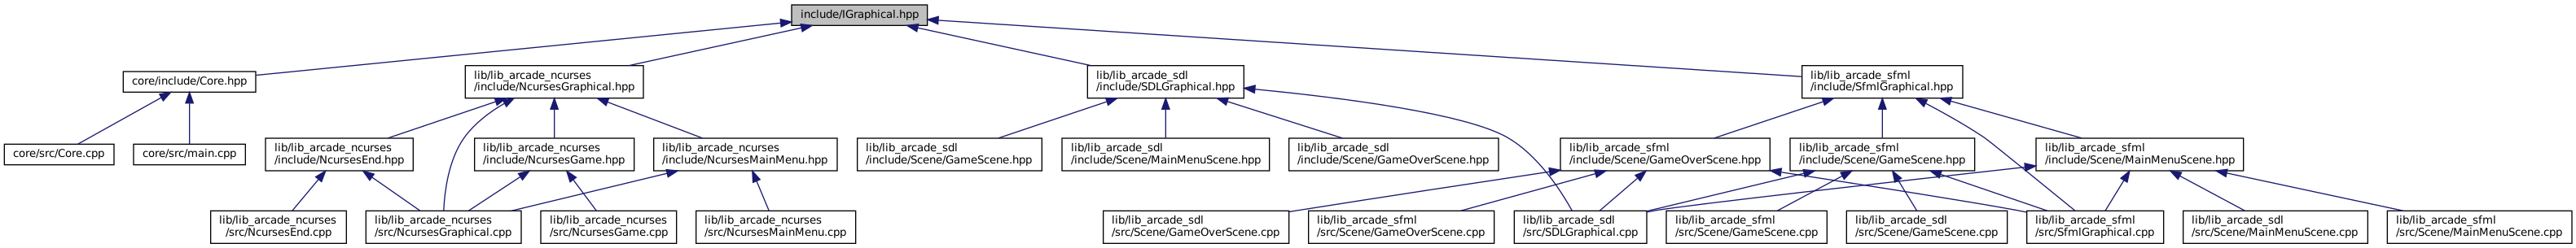 include/IGraphical.hpp
core/include/Core.hpp
lib/lib_arcade_ncurses
/include/NcursesGraphical.hpp
lib/lib_arcade_sdl
/include/SDLGraphical.hpp
lib/lib_arcade_sfml
/include/SfmlGraphical.hpp
core/src/Core.cpp
core/src/main.cpp
lib/lib_arcade_ncurses
/include/NcursesEnd.hpp
lib/lib_arcade_ncurses
/include/NcursesGame.hpp
lib/lib_arcade_ncurses
/include/NcursesMainMenu.hpp
lib/lib_arcade_sdl
/include/Scene/GameScene.hpp
lib/lib_arcade_sdl
/include/Scene/MainMenuScene.hpp
lib/lib_arcade_sdl
/include/Scene/GameOverScene.hpp
lib/lib_arcade_sfml
/include/Scene/GameOverScene.hpp
lib/lib_arcade_sfml
/include/Scene/GameScene.hpp
lib/lib_arcade_sfml
/include/Scene/MainMenuScene.hpp
lib/lib_arcade_ncurses
/src/NcursesEnd.cpp
lib/lib_arcade_ncurses
/src/NcursesGraphical.cpp
lib/lib_arcade_ncurses
/src/NcursesGame.cpp
lib/lib_arcade_ncurses
/src/NcursesMainMenu.cpp
lib/lib_arcade_sdl
/src/Scene/GameOverScene.cpp
lib/lib_arcade_sfml
/src/Scene/GameOverScene.cpp
lib/lib_arcade_sdl
/src/SDLGraphical.cpp
lib/lib_arcade_sfml
/src/Scene/GameScene.cpp
lib/lib_arcade_sdl
/src/Scene/GameScene.cpp
lib/lib_arcade_sfml
/src/SfmlGraphical.cpp
lib/lib_arcade_sdl
/src/Scene/MainMenuScene.cpp
lib/lib_arcade_sfml
/src/Scene/MainMenuScene.cpp